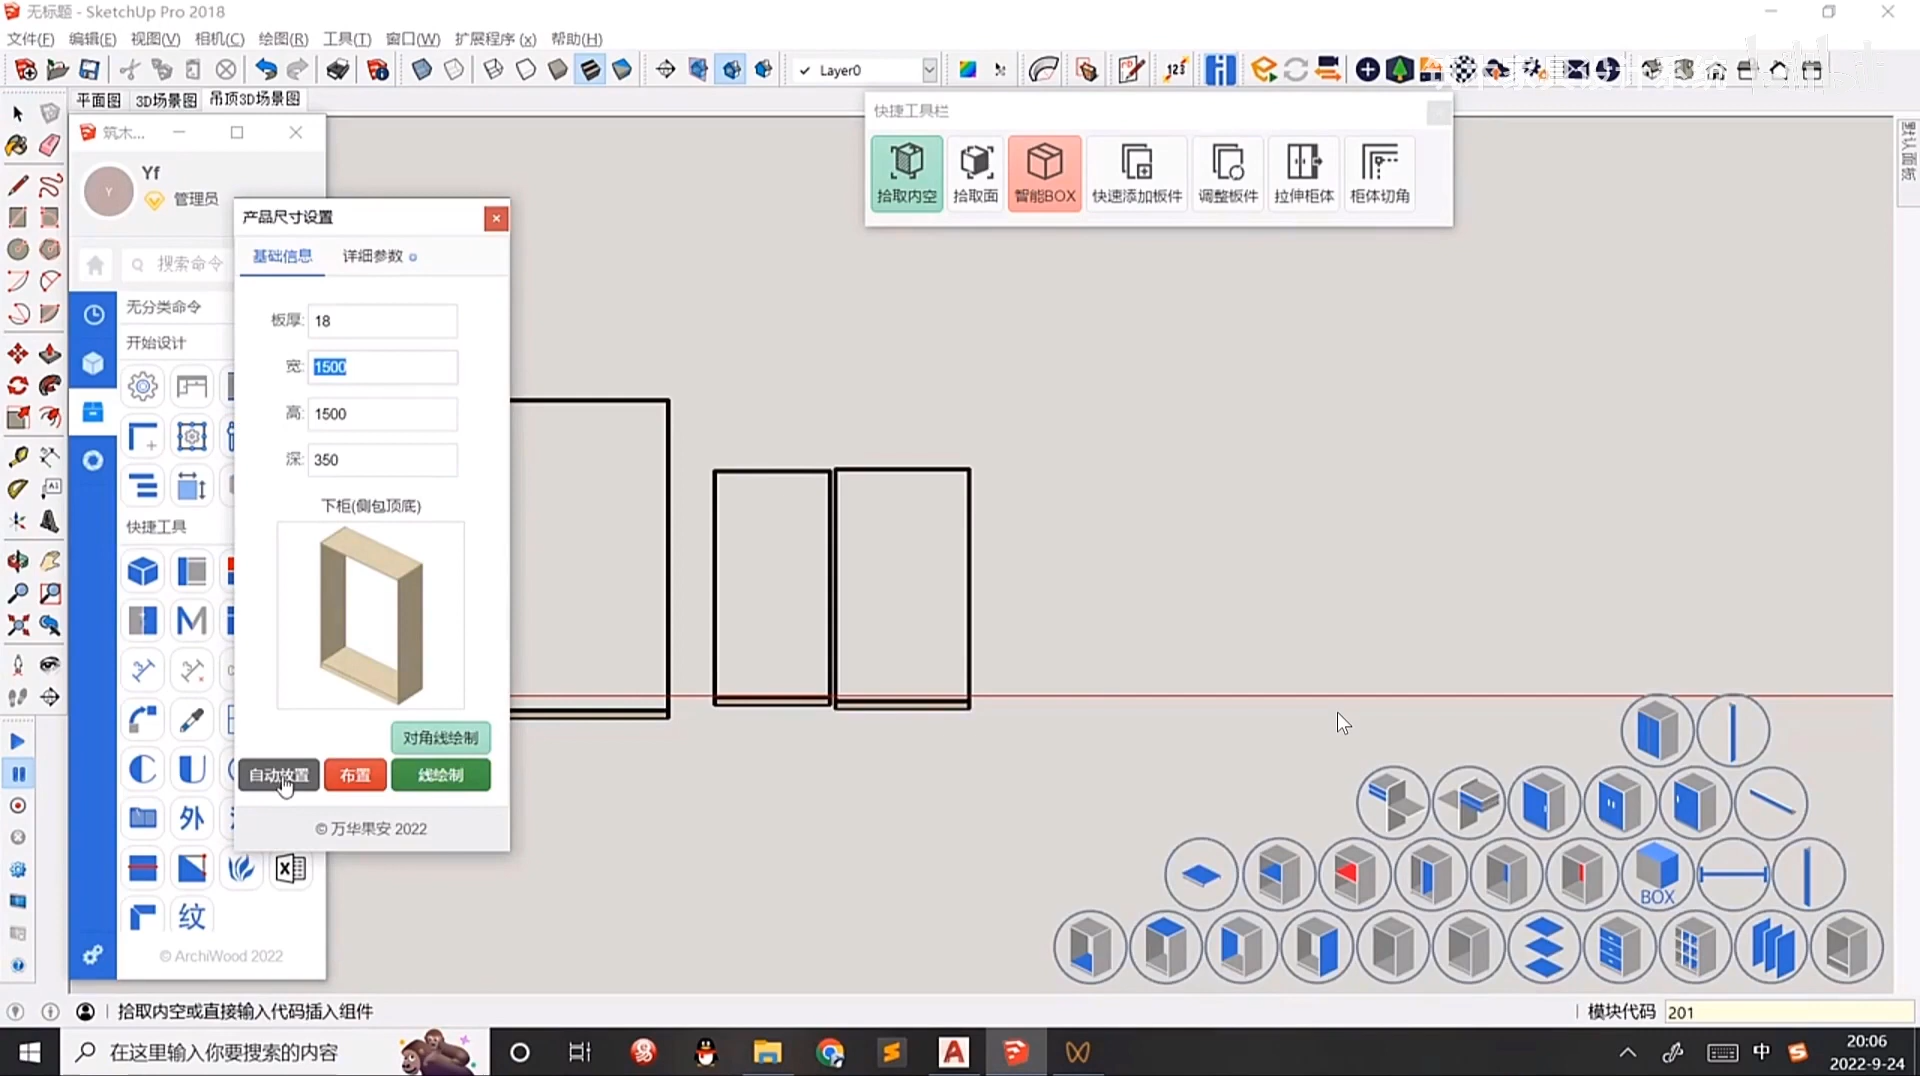 无标题 - SketchUp Pro 2018
文件(F) 编辑(E) 视图(V) 相机(C) 绘图(R) 工具(T) 窗口(W) 扩展程序 (x) 帮助(H)
Layer0
平面图 3D场景图 吊顶3D场景图
默认面板
筑木...
Yf
Y
管理员
搜索命令
无分类命令
开始设计
快捷工具
M
外
纹
© ArchiWood 2022
快捷工具栏
拾取内空 拾取面 智能BOX 快速添加板件 调整板件 拉伸柜体 柜体切角
产品尺寸设置
基础信息 详细参数
板厚: 18
宽: 1500
高: 1500
深: 350
下柜(侧包顶底)
对角线绘制
自动放置 布置 线绘制
© 万华果安 2022
BOX
拾取内空或直接输入代码插入组件
模块代码 201
在这里输入你要搜索的内容
中
20:06
2022-9-24